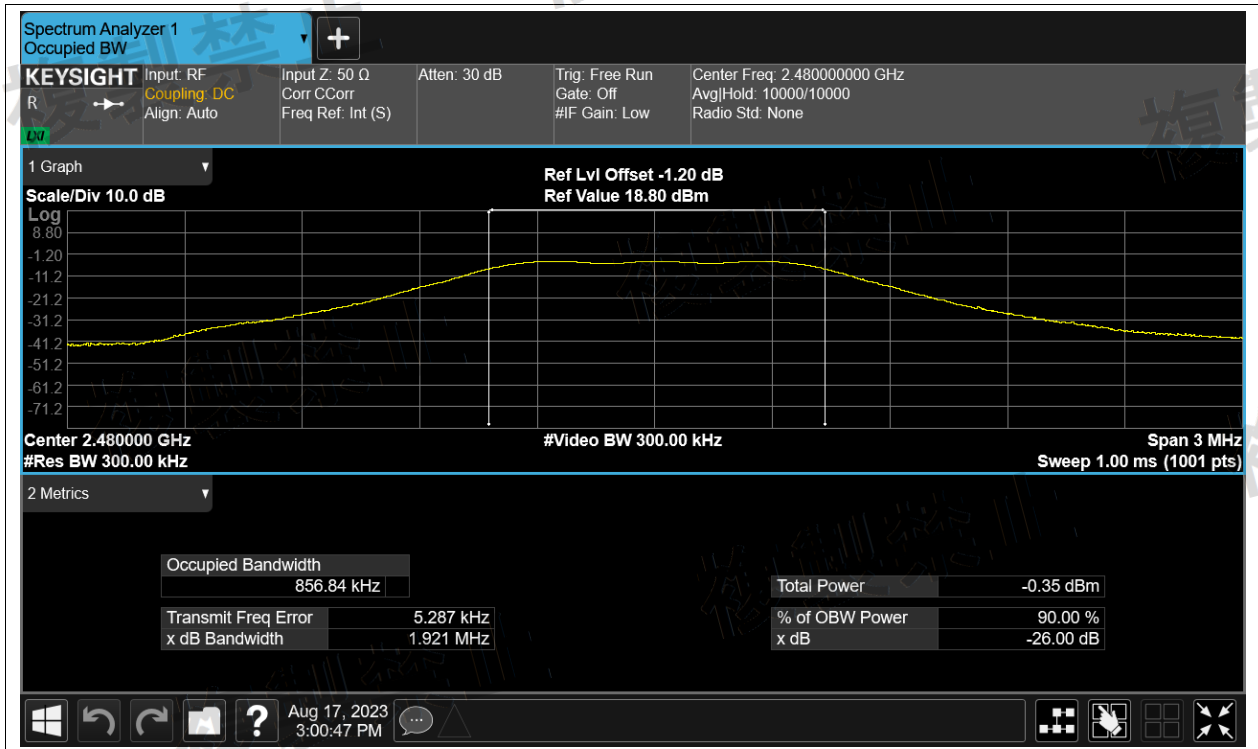 Spectrum Analyzer 1
Occupied BW
+
KEYSIGHT
R
LXI
Input: RF
Coupling: DC
Align: Auto
Input Z: 50 Ω
Corr CCorr
Freq Ref: Int (S)
Atten: 30 dB
Trig: Free Run
Gate: Off
#IF Gain: Low
Center Freq: 2.480000000 GHz
Avg|Hold: 10000/10000
Radio Std: None
1 Graph
Scale/Div 10.0 dB
Ref Lvl Offset -1.20 dB
Ref Value 18.80 dBm
Log
8.80
-1.20
-11.2
-21.2
-31.2
-41.2
-51.2
-61.2
-71.2
Center 2.480000 GHz
#Res BW 300.00 kHz
#Video BW 300.00 kHz
Span 3 MHz
Sweep 1.00 ms (1001 pts)
2 Metrics
Occupied Bandwidth
856.84 kHz
Transmit Freq Error 5.287 kHz
x dB Bandwidth 1.921 MHz
Total Power -0.35 dBm
% of OBW Power 90.00 %
x dB -26.00 dB
?
Aug 17, 2023
3:00:47 PM
複製禁止